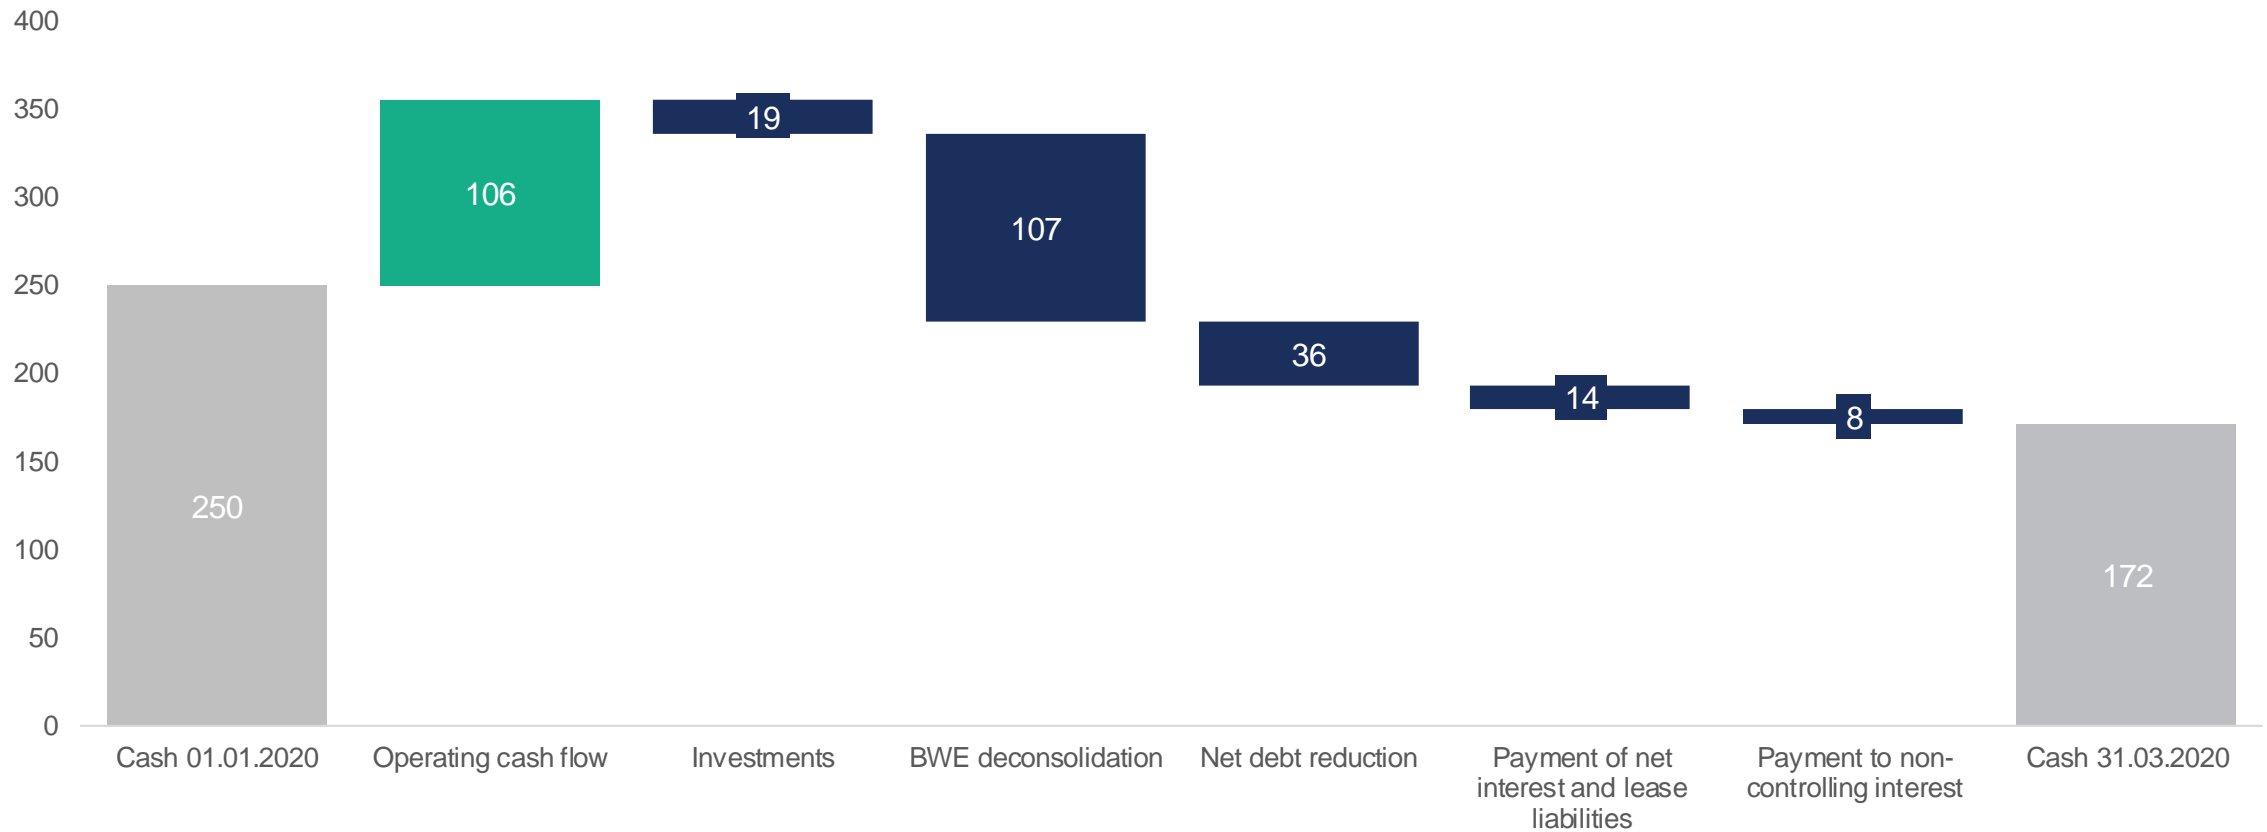 400
350
300
250
200
150
100
50
0
250
106
19
107
36
14
8
172
Cash 01.01.2020
Operating cash flow
Investments
BWE deconsolidation
Net debt reduction
Payment of net
interest and lease
liabilities
Payment to non-
controlling interest
Cash 31.03.2020